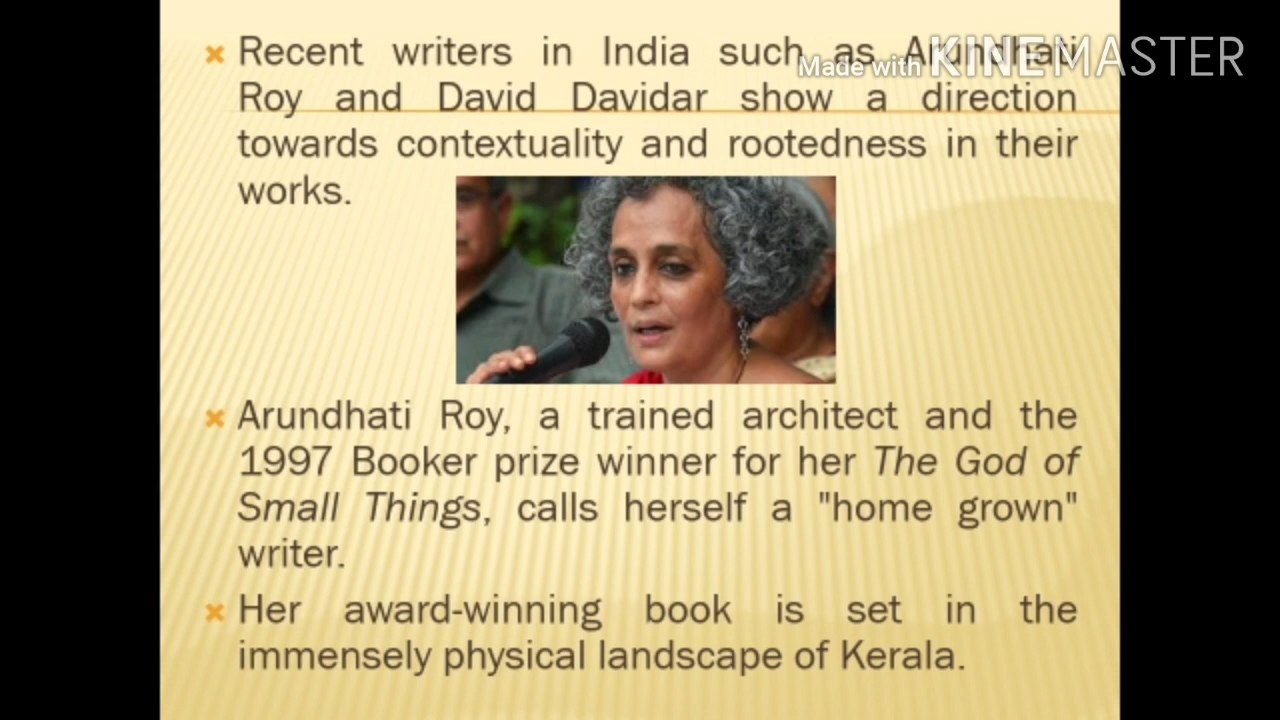 Recent writers in India such as Arundhati
Made with KINEMASTER
Roy and David Davidar show a direction
towards contextuality and rootedness in their
works.
Arundhati Roy, a trained architect and the
1997 Booker prize winner for her The God of
Small Things, calls herself a "home grown"
writer.
Her award-winning book is set in the
immensely physical landscape of Kerala.